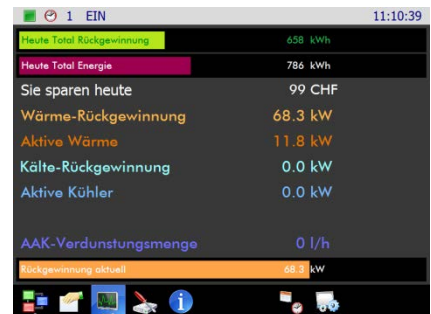 1 EIN 11:10:39
Heute Total Rückgewinnung 658 kWh
Heute Total Energie 786 kWh
Sie sparen heute 99 CHF
Wärme-Rückgewinnung 68.3 kW
Aktive Wärme 11.8 kW
Kälte-Rückgewinnung 0.0 kW
Aktive Kühler 0.0 kW
AAK-Verdunstungsmenge 0 l/h
Rückgewinnung aktuell 68.3 kW